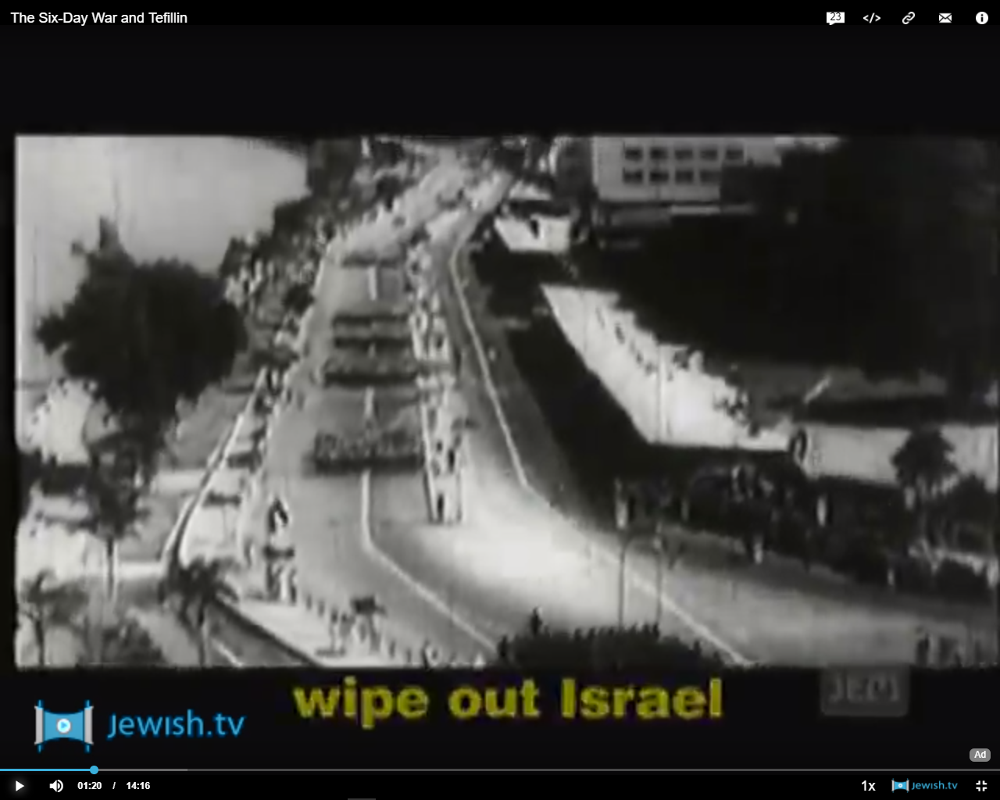 The Six-Day War and Tefillin
23
wipe out Israel
JEM
Jewish.tv
Ad
01:20 / 14:16
1x
Jewish.tv